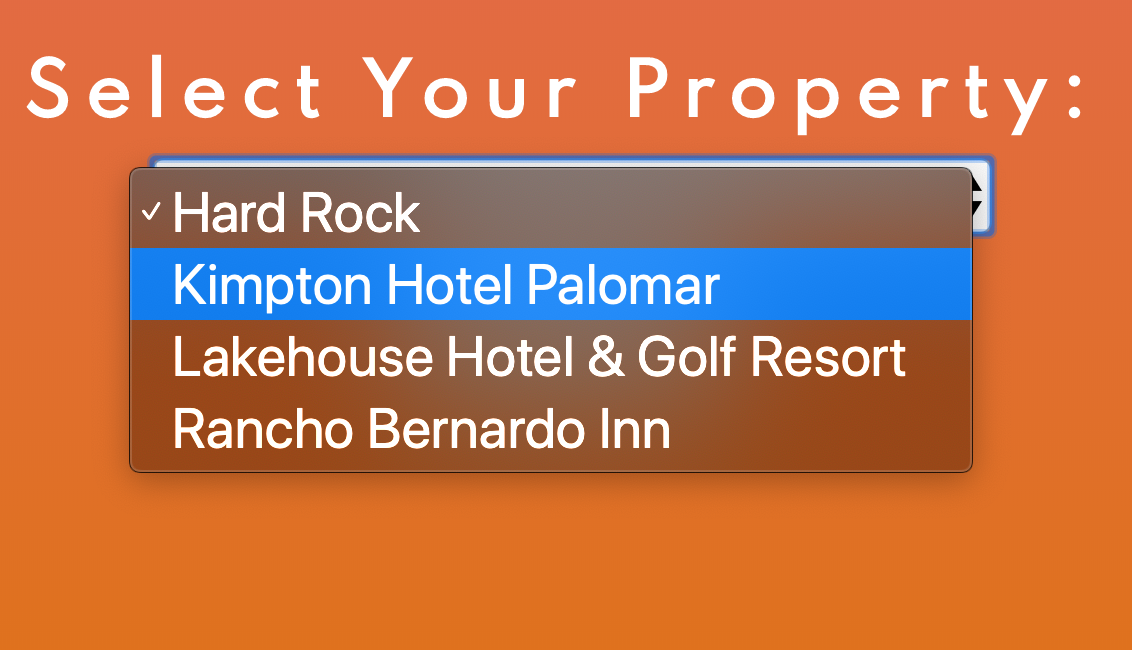 Select Your Property:
✓ Hard Rock
Kimpton Hotel Palomar
Lakehouse Hotel & Golf Resort
Rancho Bernardo Inn